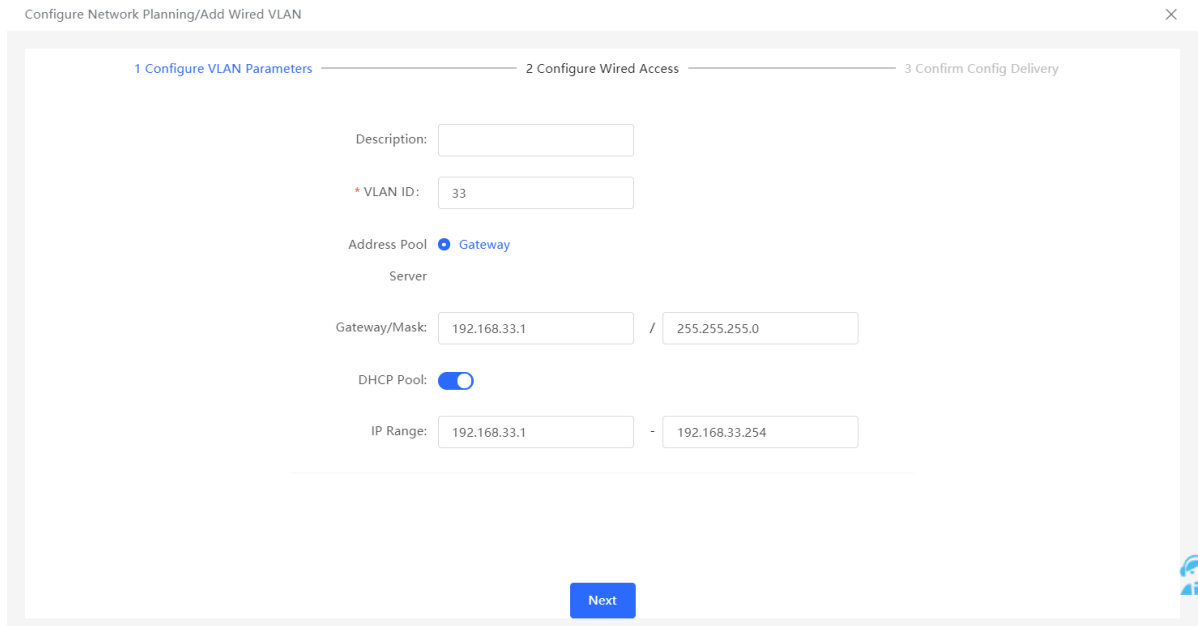 Configure Network Planning/Add Wired VLAN
1 Configure VLAN Parameters 2 Configure Wired Access 3 Confirm Config Delivery
Description:
* VLAN ID: 33
Address Pool Gateway
Server
Gateway/Mask: 192.168.33.1 / 255.255.255.0
DHCP Pool:
IP Range: 192.168.33.1 - 192.168.33.254
Next